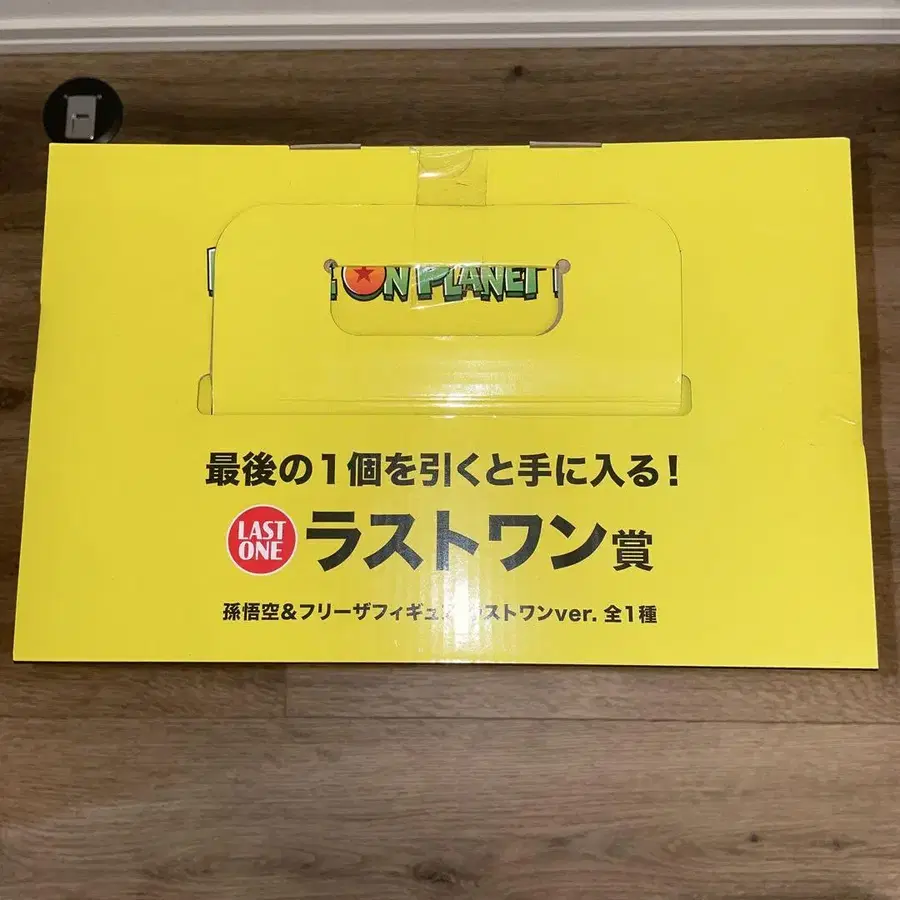 ON PLANET
最後の1個を引くと手に入る!
LAST ONE ラストワン賞
孫悟空&フリーザフィギュア ラストワンver. 全1種